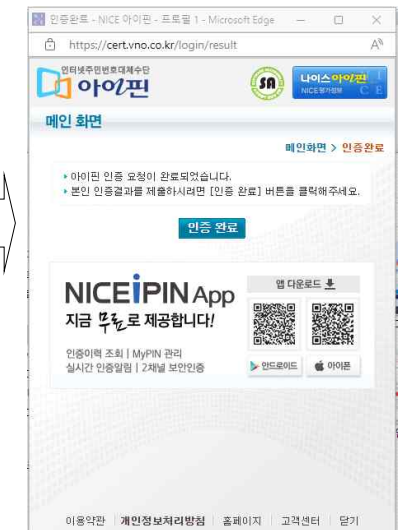 인증완료 - NICE 아이핀 - 프로필 1 - Microsoft Edge
https://cert.vno.co.kr/login/result
인터넷주민번호대체수단
아이핀
SA
나이스아이핀
NICE평가정보
메인 화면
메인화면 > 인증완료
아이핀 인증 요청이 완료되었습니다.
본인 인증결과를 제출하시려면 [인증 완료] 버튼을 클릭해주세요.
인증 완료
NICEiPIN App
지금 무료로 제공합니다!
인증이력 조회 | MyPIN 관리
실시간 인증알림 | 2채널 보안인증
앱 다운로드
안드로이드
아이폰
이용약관 개인정보처리방침 홈페이지 고객센터 닫기